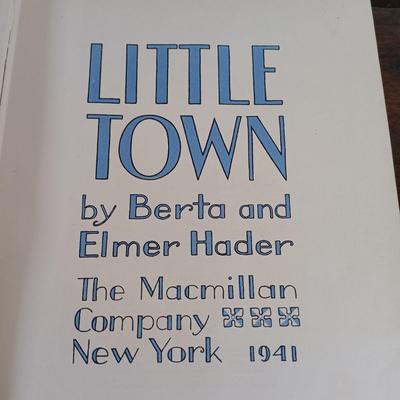 LITTLE
TOWN
by Berta and
Elmer Hader
The Macmillan
Company
New York 1941